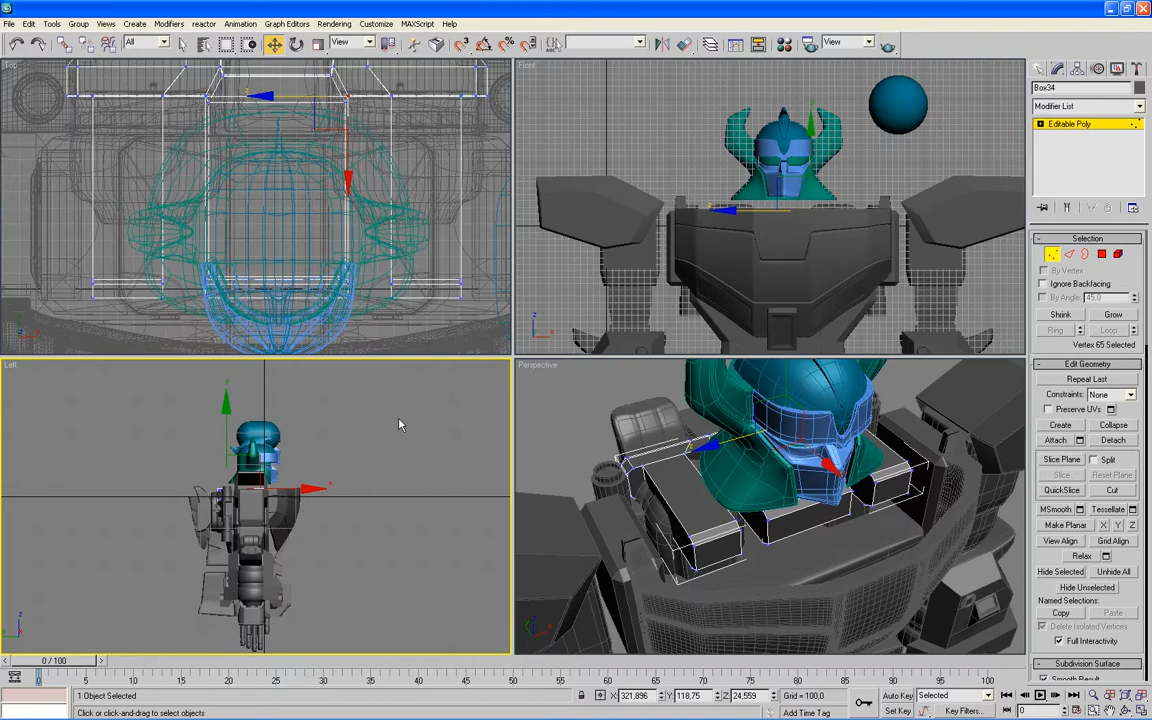 File Edit Tools Group Views Create Modifiers reactor Animation Graph Editors Rendering Customize MAXScript Help
All View View
Top
Front
Left
Perspective
Box34
Modifier List
Editable Poly
Selection
By Vertex
Ignore Backfacing
By Angle: 45,0
Shrink Grow
Ring Loop
Vertex 65 Selected
Edit Geometry
Repeat Last
Constraints: None
Preserve UVs
Create Collapse
Attach Detach
Slice Plane Split
Slice Reset Plane
QuickSlice Cut
MSmooth Tessellate
Make Planar X Y Z
View Align Grid Align
Relax
Hide Selected Unhide All
Hide Unselected
Named Selections:
Copy Paste
Delete Isolated Vertices
Full Interactivity
Subdivision Surface
Smooth Result
0 / 100
0 5 10 15 20 25 30 35 40 45 50 55 60 65 70 75 80 85 90 95 100
1 Object Selected X: 321,896 Y: 118,75 Z: 24,559 Grid = 100,0 Auto Key Selected
Click or click-and-drag to select objects Add Time Tag Set Key Key Filters... 0